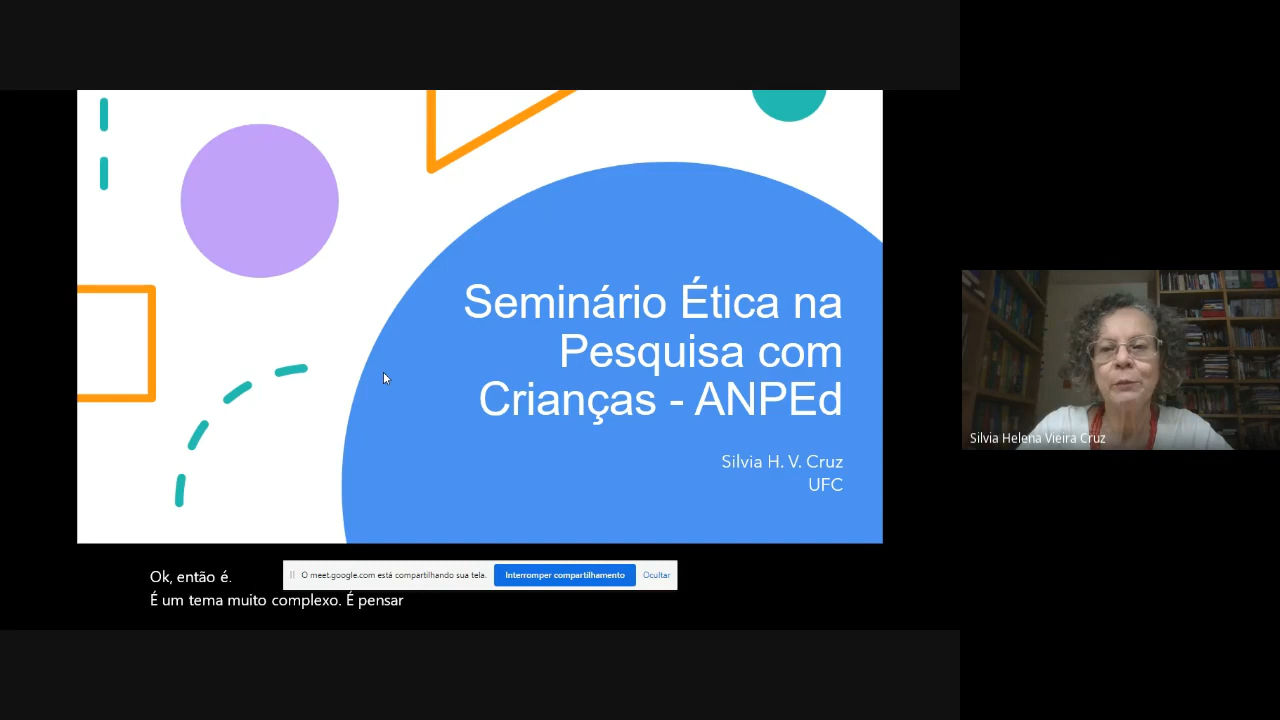 Seminário Ética na
Pesquisa com
Crianças - ANPEd
Silvia H. V. Cruz
UFC
Silvia Helena Vieira Cruz
Ok, então é.
É um tema muito complexo. É pensar
O meet.google.com está compartilhando sua tela. Interromper compartilhamento Ocultar